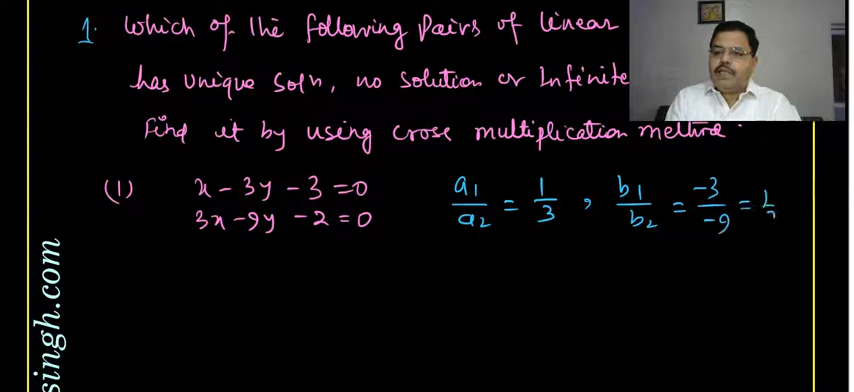 1. Which of the following pairs of linear
has unique soln, no solution or Infinite
Find it by using cross multiplication method.
(1) x - 3y - 3 = 0
3x - 9y - 2 = 0
a1/a2 = 1/3 , b1/b2 = -3/-9 = 1/
singh.com